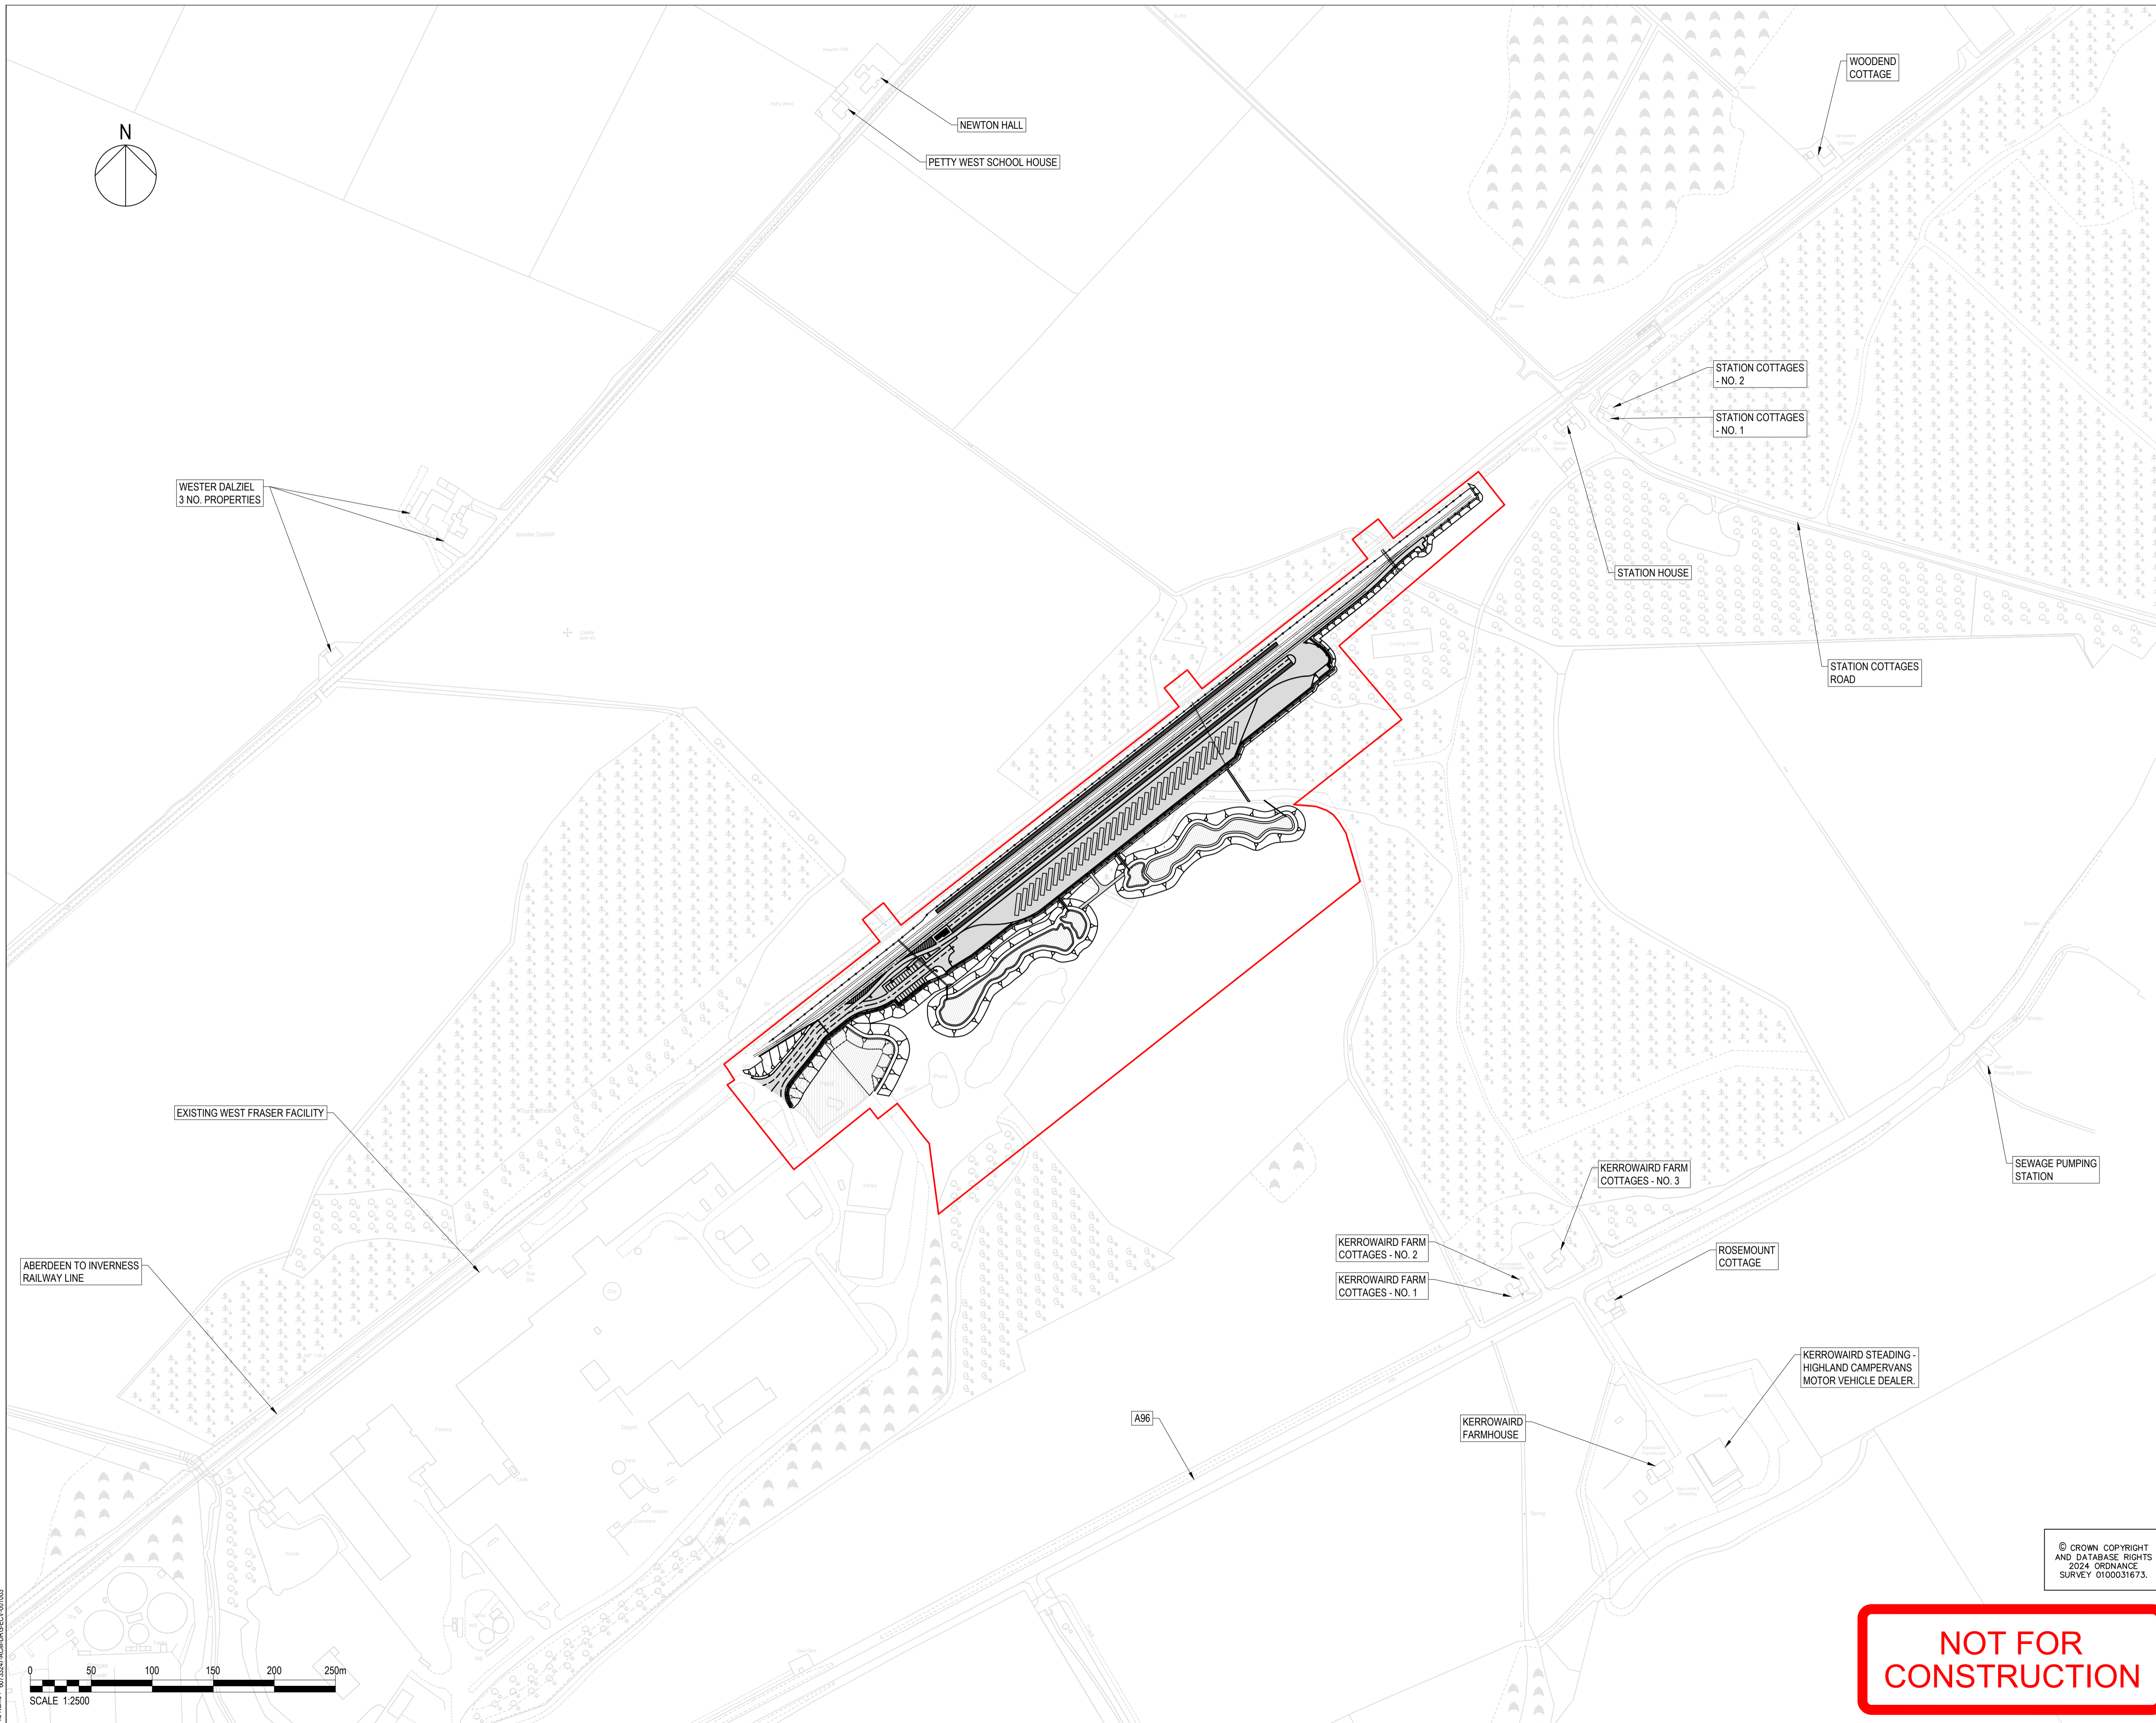 WOODEND
COTTAGE
N
NEWTON HALL
PETTY WEST SCHOOL HOUSE
STATION COTTAGES
- NO. 2
STATION COTTAGES
- NO. 1
WESTER DALZIEL
3 NO. PROPERTIES
STATION HOUSE
Curling Pond
STATION COTTAGES
ROAD
EXISTING WEST FRASER FACILITY
KERROWAIRD FARM
COTTAGES - NO. 3
SEWAGE PUMPING
STATION
KERROWAIRD FARM
COTTAGES - NO. 2
ROSEMOUNT
COTTAGE
ABERDEEN TO INVERNESS
RAILWAY LINE
KERROWAIRD FARM
COTTAGES - NO. 1
KERROWAIRD STEADING -
HIGHLAND CAMPERVANS
MOTOR VEHICLE DEALER.
A96
KERROWAIRD
FARMHOUSE
© CROWN COPYRIGHT
AND DATABASE RIGHTS
2024 ORDNANCE
SURVEY 0100031673.
NOT FOR
CONSTRUCTION
0 50 100 150 200 250m
SCALE 1:2500